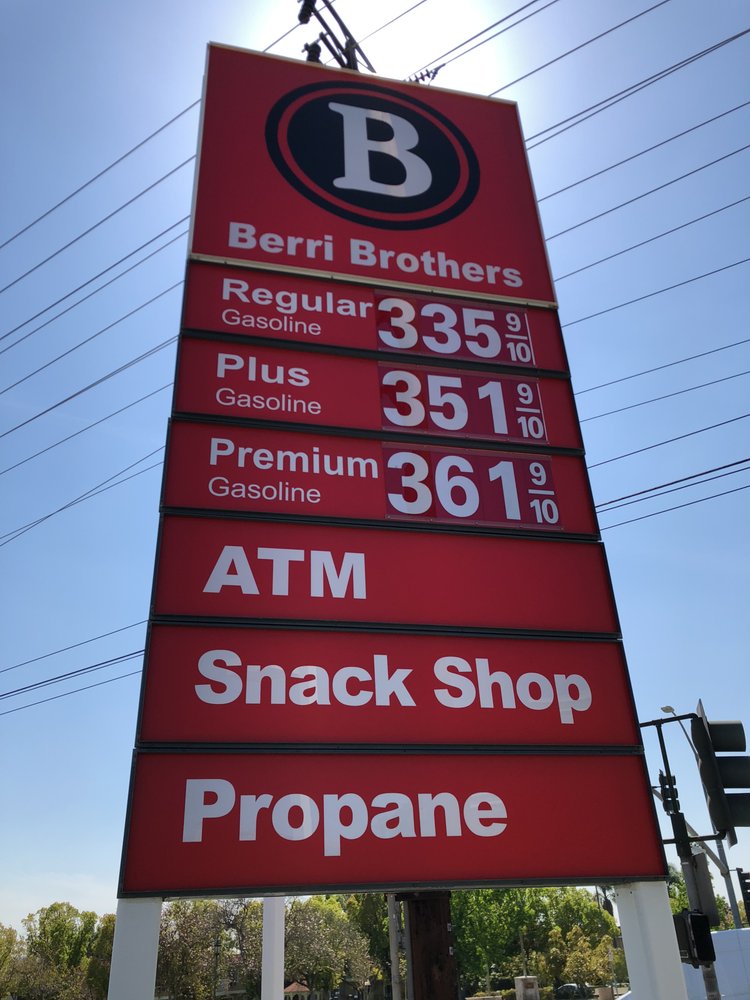 B
Berri Brothers
Regular 335 9/10
Gasoline
Plus 351 9/10
Gasoline
Premium 361 9/10
Gasoline
ATM
Snack Shop
Propane